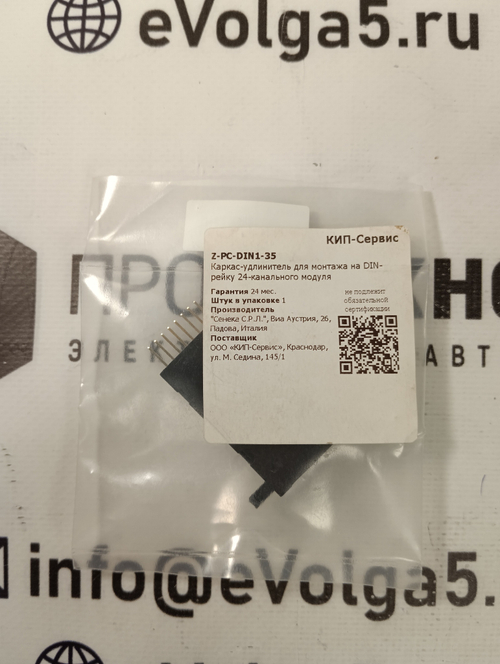 eVolga5.ru
КИП-Сервис
Z-PC-DIN1-35
Каркас-удлинитель для монтажа на DIN-
рейку 24-канального модуля
Гарантия 24 мес.
Штук в упаковке 1
Производитель
"Сенека С.Р.Л.", Виа Аустрия, 26,
Падова, Италия
Поставщик
ООО «КИП-Сервис», Краснодар,
ул. М. Седина, 145/1
не подлежит
обязательной
сертификации
info@eVolga5.